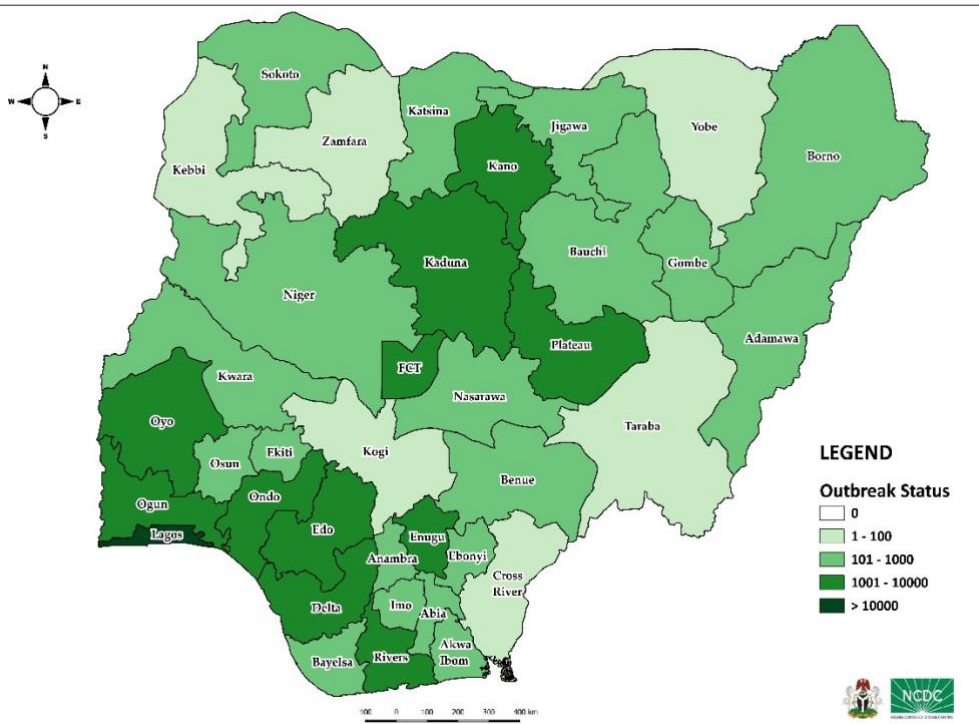 N
W E
S
Sokoto
Katsina
Jigawa
Yobe
Borno
Zamfara
Kebbi
Kano
Bauchi
Gombe
Kaduna
Niger
Adamawa
Plateau
FCT
Kwara
Nasarawa
Oyo
Taraba
Kogi
Osun
Ekiti
Benue
Ogun
Ondo
Edo
Lagos
Enugu
Anambra
Ebonyi
Cross
River
Delta
Imo
Abia
Akwa
Ibom
Bayelsa
Rivers
LEGEND
Outbreak Status
0
1 - 100
101 - 1000
1001 - 10000
> 10000
100 0 100 200 300 400 km
NCDC